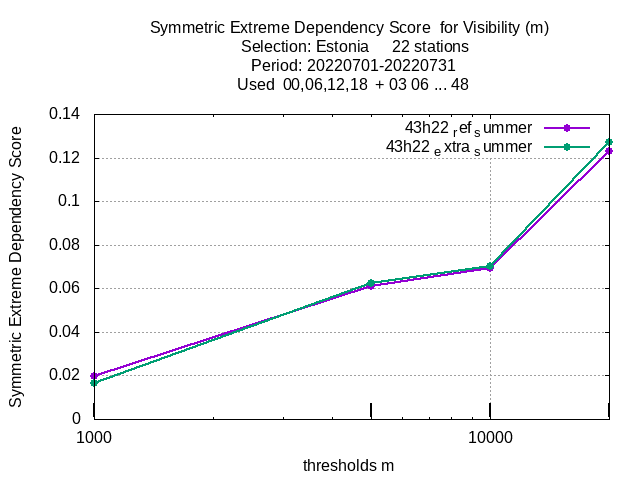 Symmetric Extreme Dependency Score for Visibility (m)
Selection: Estonia 22 stations
Period: 20220701-20220731
Used 00,06,12,18 + 03 06 ... 48
0.14
0.12
0.1
0.08
0.06
0.04
0.02
0
Symmetric Extreme Dependency Score
43h22 ref summer
43h22 extra summer
1000
10000
thresholds m